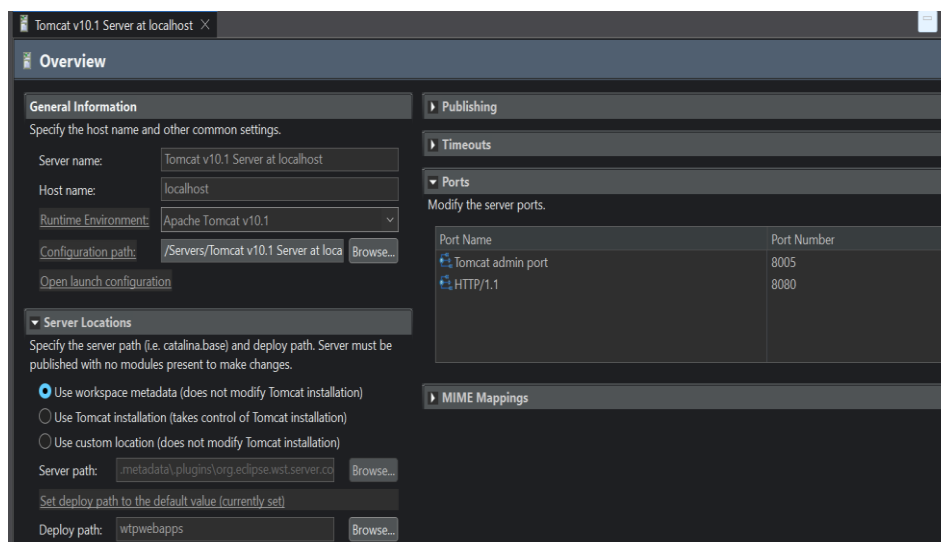 Tomcat v10.1 Server at localhost
Overview
General Information
Specify the host name and other common settings.
Server name: Tomcat v10.1 Server at localhost
Host name: localhost
Runtime Environment: Apache Tomcat v10.1
Configuration path: /Servers/Tomcat v10.1 Server at loca Browse...
Open launch configuration
Server Locations
Specify the server path (i.e. catalina.base) and deploy path. Server must be
published with no modules present to make changes.
Use workspace metadata (does not modify Tomcat installation)
Use Tomcat installation (takes control of Tomcat installation)
Use custom location (does not modify Tomcat installation)
Server path: .metadata\.plugins\org.eclipse.wst.server.co Browse...
Set deploy path to the default value (currently set)
Deploy path: wtpwebapps Browse...
Publishing
Timeouts
Ports
Modify the server ports.
Port Name Port Number
Tomcat admin port 8005
HTTP/1.1 8080
MIME Mappings